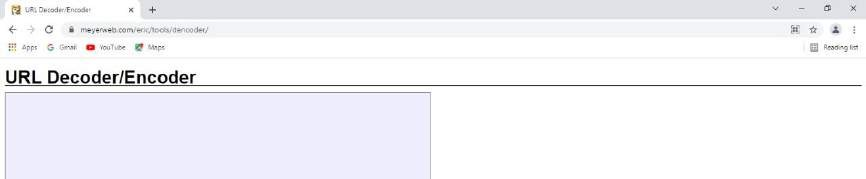 URL Decoder/Encoder
meyerweb.com/eric/tools/dencoder/
Apps Gmail YouTube Maps Reading list
URL Decoder/Encoder